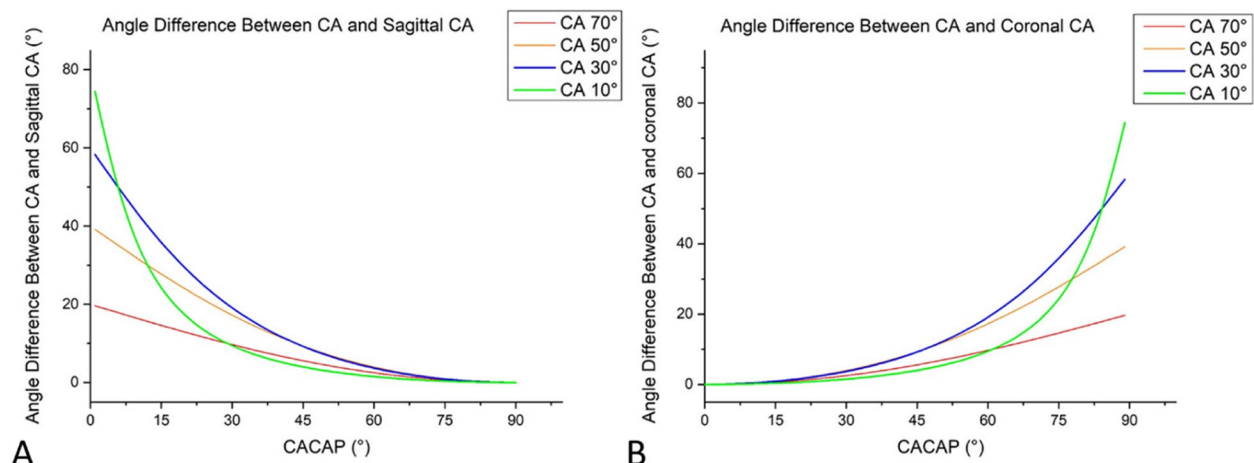 Angle Difference Between CA and Sagittal CA
CA 70°
CA 50°
CA 30°
CA 10°
Angle Difference Between CA and Sagittal CA (°)
80
60
40
20
0
0 15 30 45 60 75 90
CACAP (°)
A
Angle Difference Between CA and Coronal CA
CA 70°
CA 50°
CA 30°
CA 10°
Angle Difference Between CA and coronal CA (°)
80
60
40
20
0
0 15 30 45 60 75 90
CACAP (°)
B